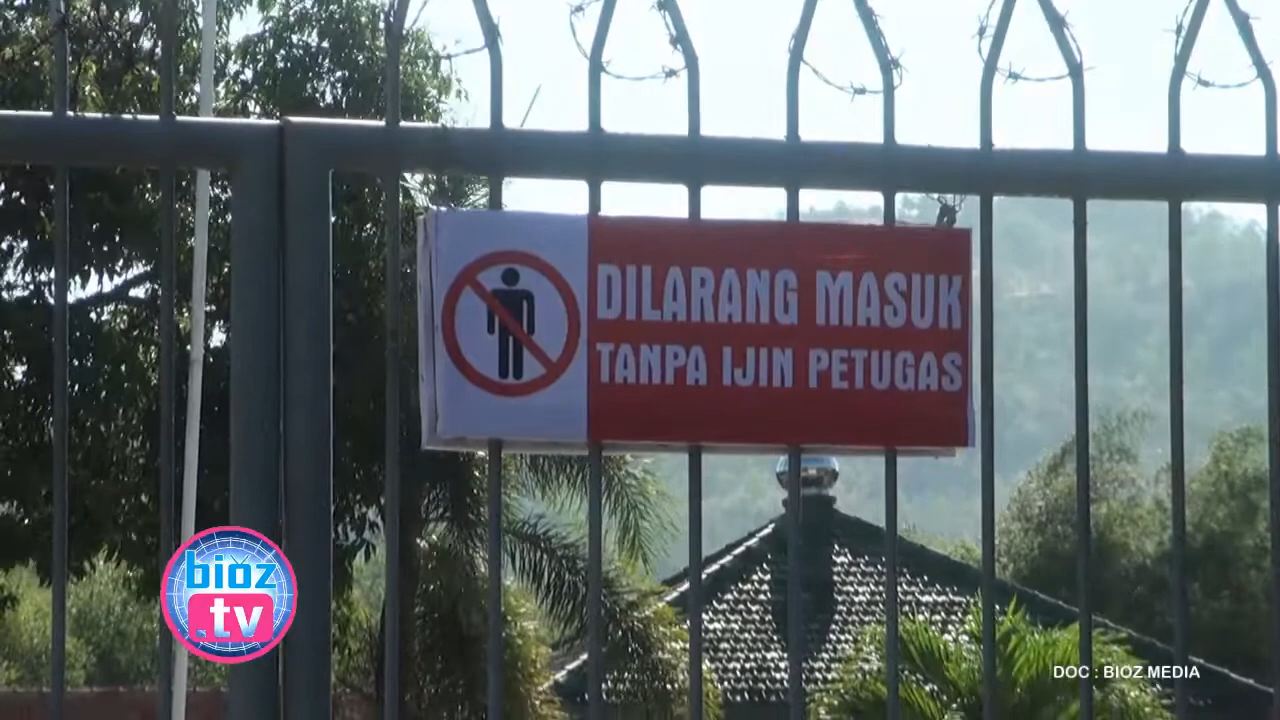 DILARANG MASUK
TANPA IJIN PETUGAS
bioz
.tv
DOC : BIOZ MEDIA